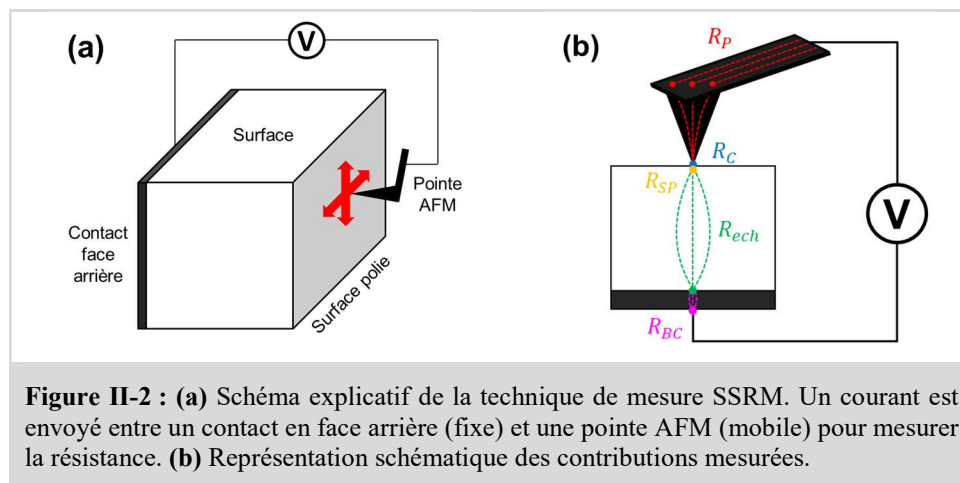 (a)
V
Surface
Pointe
AFM
Contact
face
arrière
Surface polie
(b)
R_P
R_C
R_SP
R_ech
R_BC
V
Figure II-2 : (a) Schéma explicatif de la technique de mesure SSRM. Un courant est
envoyé entre un contact en face arrière (fixe) et une pointe AFM (mobile) pour mesurer
la résistance. (b) Représentation schématique des contributions mesurées.